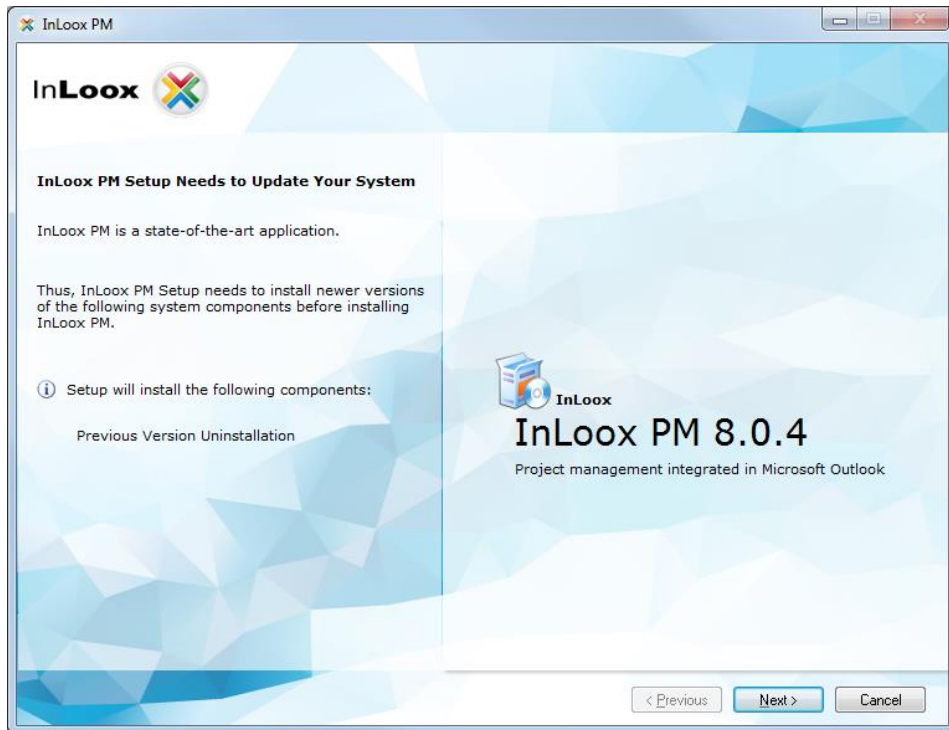 InLoox PM
InLoox
InLoox PM Setup Needs to Update Your System
InLoox PM is a state-of-the-art application.
Thus, InLoox PM Setup needs to install newer versions
of the following system components before installing
InLoox PM.
Setup will install the following components:
Previous Version Uninstallation
InLoox
InLoox PM 8.0.4
Project management integrated in Microsoft Outlook
< Previous
Next >
Cancel